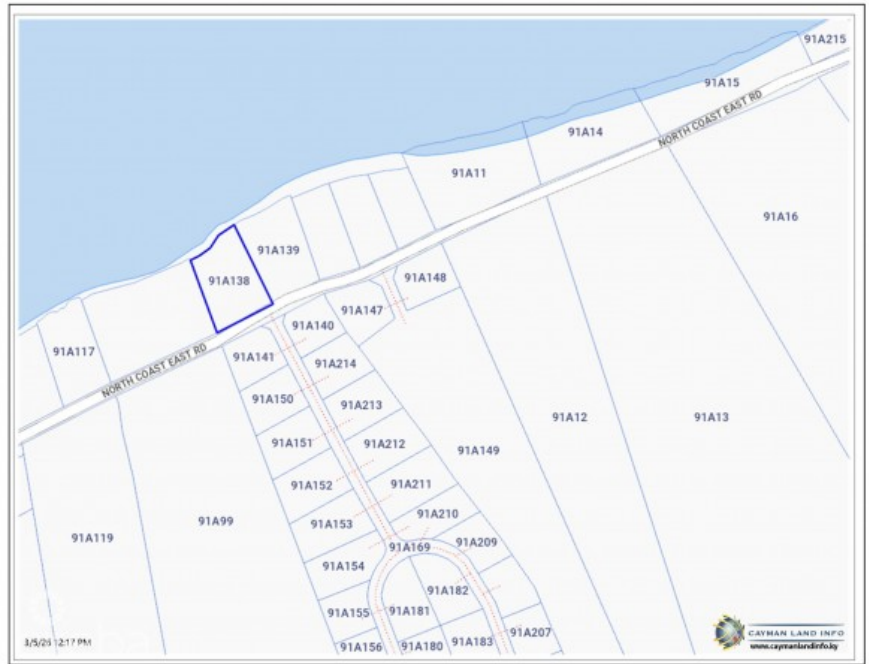 91A215
91A15
NORTH COAST EAST RD
91A14
91A11
91A16
91A139
91A138
91A148
91A147
91A140
91A117
NORTH COAST EAST RD
91A141
91A214
91A150
91A213
91A12
91A13
91A151
91A212
91A149
91A152
91A211
91A99
91A153
91A210
91A119
91A169
91A209
91A154
91A182
91A155
91A181
91A207
91A156
91A180
91A183
3/5/26 12:17 PM
CAYMAN LAND INFO
www.caymanlandinfo.ky